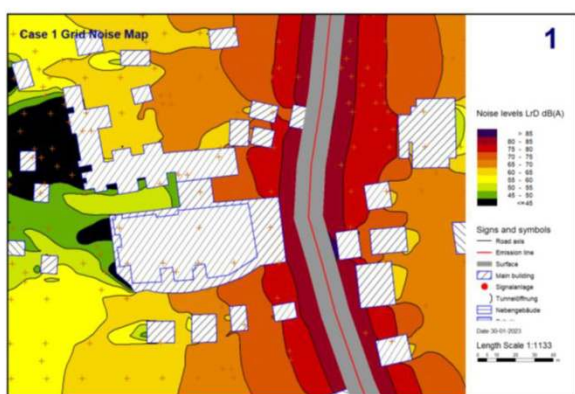 Case 1 Grid Noise Map
1
Noise levels LrD dB(A)
> 85
80 - 85
75 - 80
70 - 75
65 - 70
60 - 65
55 - 60
50 - 55
45 - 50
<=45
Signs and symbols
Road axis
Emission line
Surface
Main building
Signalanlage
Tunnelöffnung
Nebengebäude
Date 30-01-2023
Length Scale 1:1133